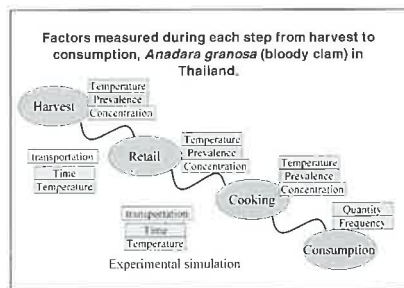 Factors measured during each step from harvest to
consumption, Anadara granosa (bloody clam) in
Thailand.
Harvest
Temperature
Prevalence
Concentration
transportation
Time
Temperature
Retail
Temperature
Prevalence
Concentration
transportation
Time
Temperature
Cooking
Temperature
Prevalence
Concentration
Quantity
Frequency
Consumption
Experimental simulation